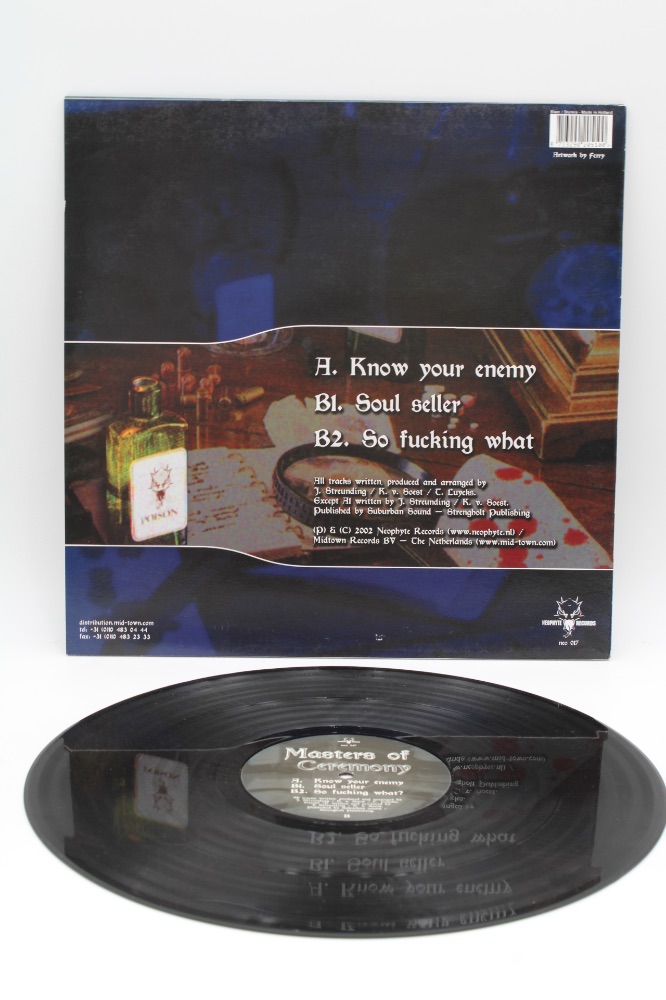 Artwork by Ferry
A. Know your enemy
B1. Soul seller
B2. So fucking what
POISON
All tracks written, produced and arranged by
J. Streunding / K. v. Soest / T. Luycks.
Except A1 written by J. Streunding / K. v. Soest.
Published by Suburban Sound – Strengholt Publishing
(P) & (C) 2002 Neophyte Records (www.neophyte.nl) /
Midtown Records BV – The Netherlands (www.mid-town.com)
distribution.mid-town.com
tel: +31 (0)10 483 04 44
fax: +31 (0)10 483 23 33
NEOPHYTE RECORDS
neo 017
Masters of
Ceremony
A. Know your enemy
B1. Soul seller
B2. So fucking what?
B